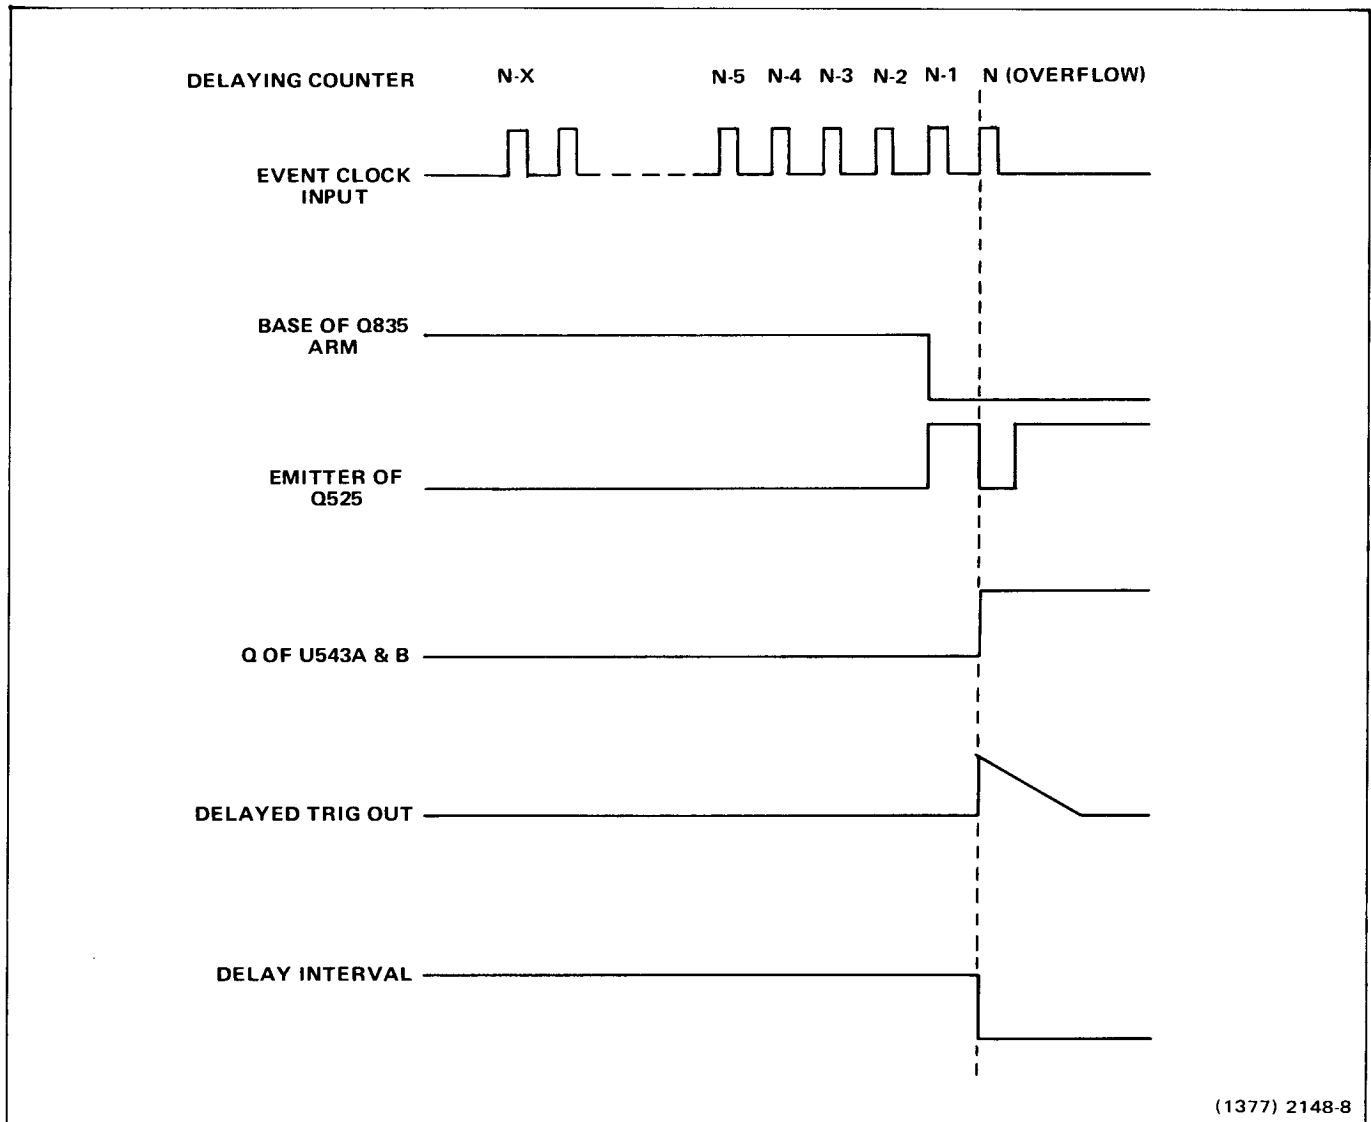 DELAYING COUNTER N-X N-5 N-4 N-3 N-2 N-1 N (OVERFLOW)
EVENT CLOCK
INPUT
BASE OF Q835
ARM
EMITTER OF
Q525
Q OF U543A & B
DELAYED TRIG OUT
DELAY INTERVAL
(1377) 2148-8